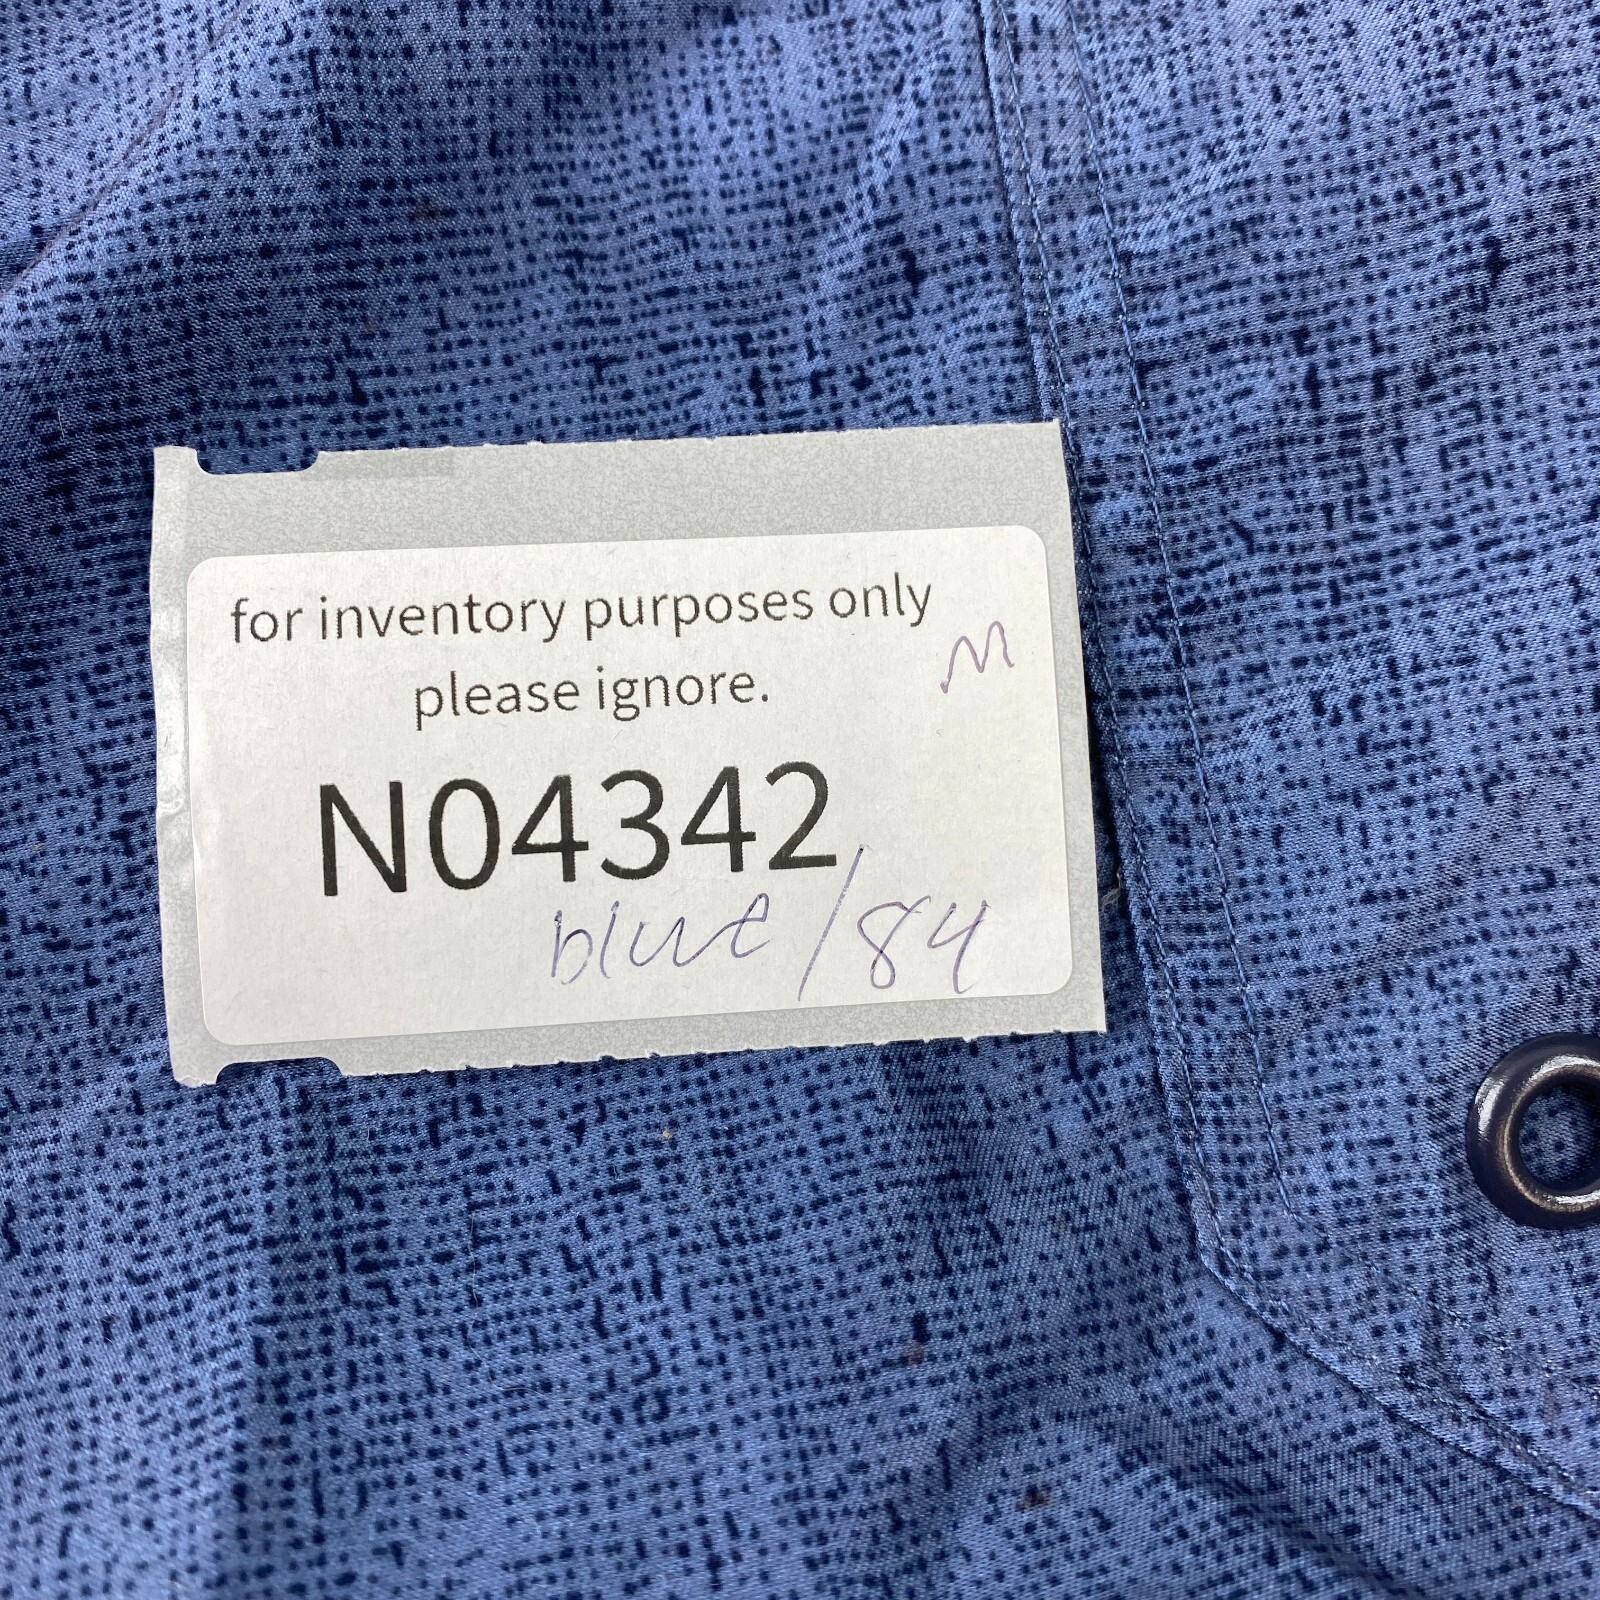 for inventory purposes only
M
please ignore.
N04342
blue/84